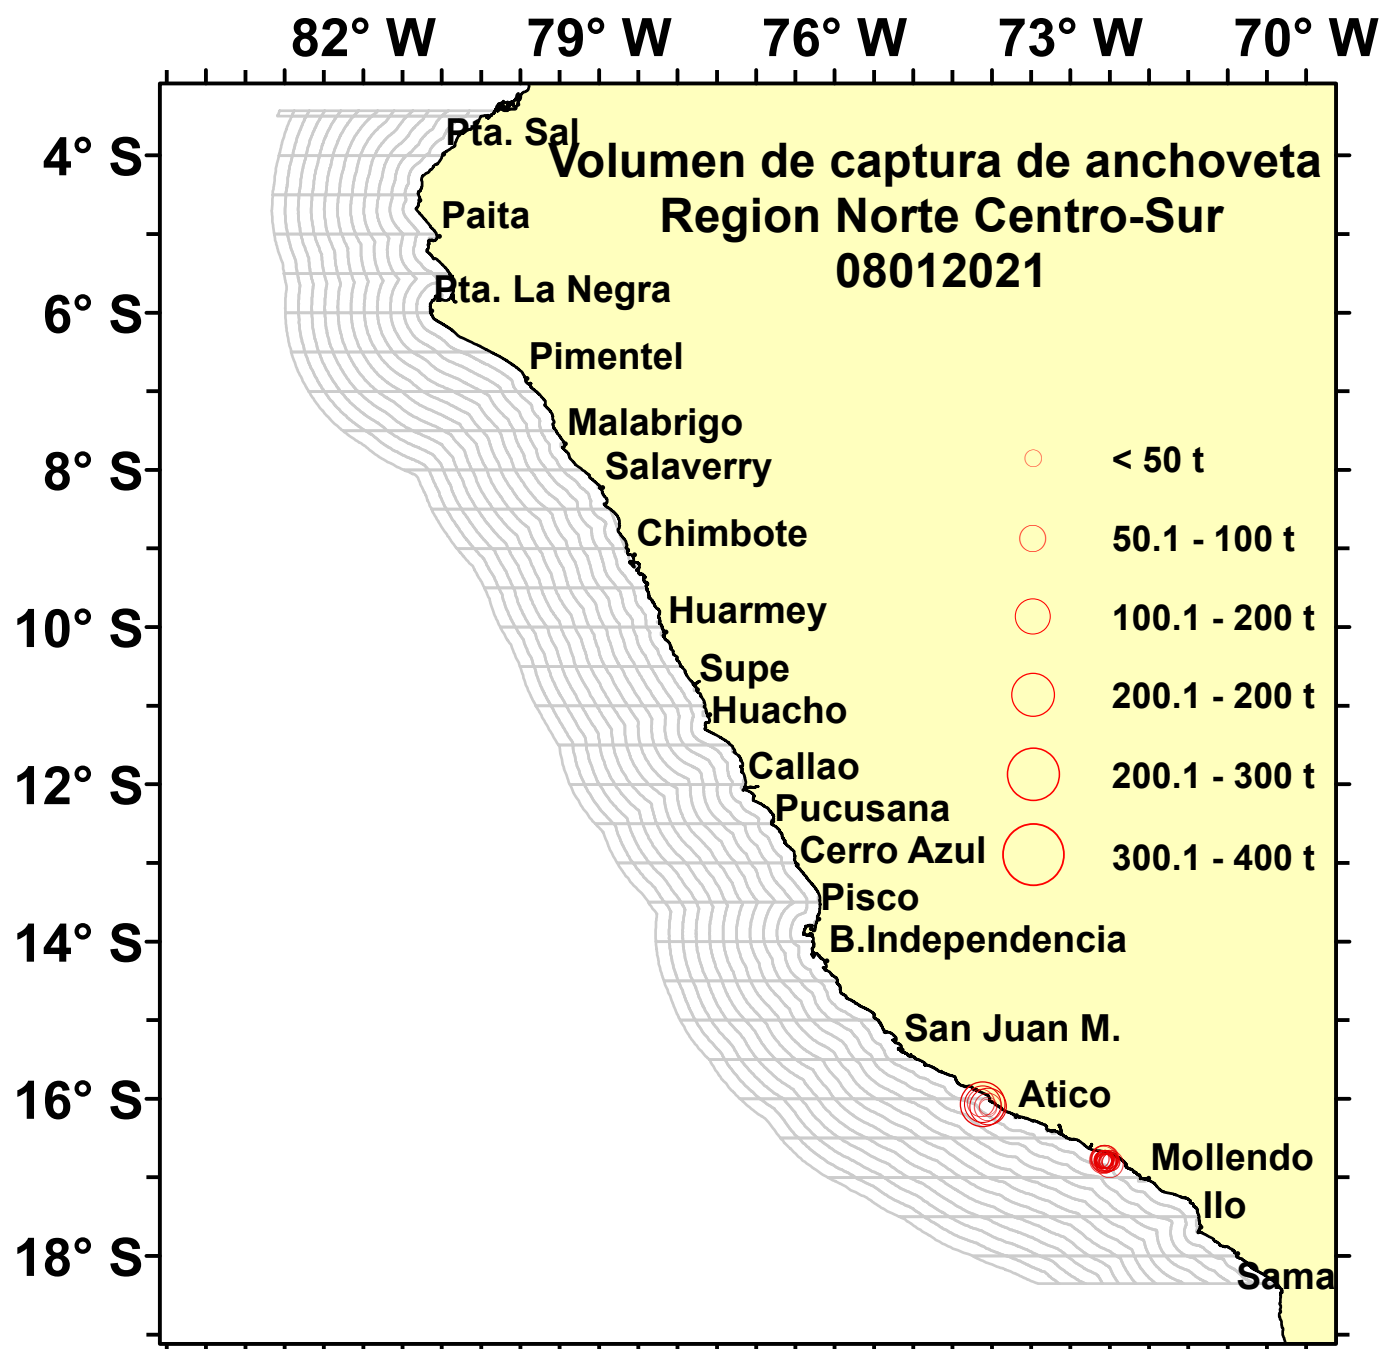 82° W 79° W 76° W 73° W 70° W
4° S
6° S
8° S
10° S
12° S
14° S
16° S
18° S
Volumen de captura de anchoveta
Region Norte Centro-Sur
08012021
Pta. Sal
Paita
Pta. La Negra
Pimentel
Malabrigo
Salaverry
Chimbote
Huarmey
Supe
Huacho
Callao
Pucusana
Cerro Azul
Pisco
B.Independencia
San Juan M.
Atico
Mollendo
Ilo
Sama
< 50 t
50.1 - 100 t
100.1 - 200 t
200.1 - 200 t
200.1 - 300 t
300.1 - 400 t